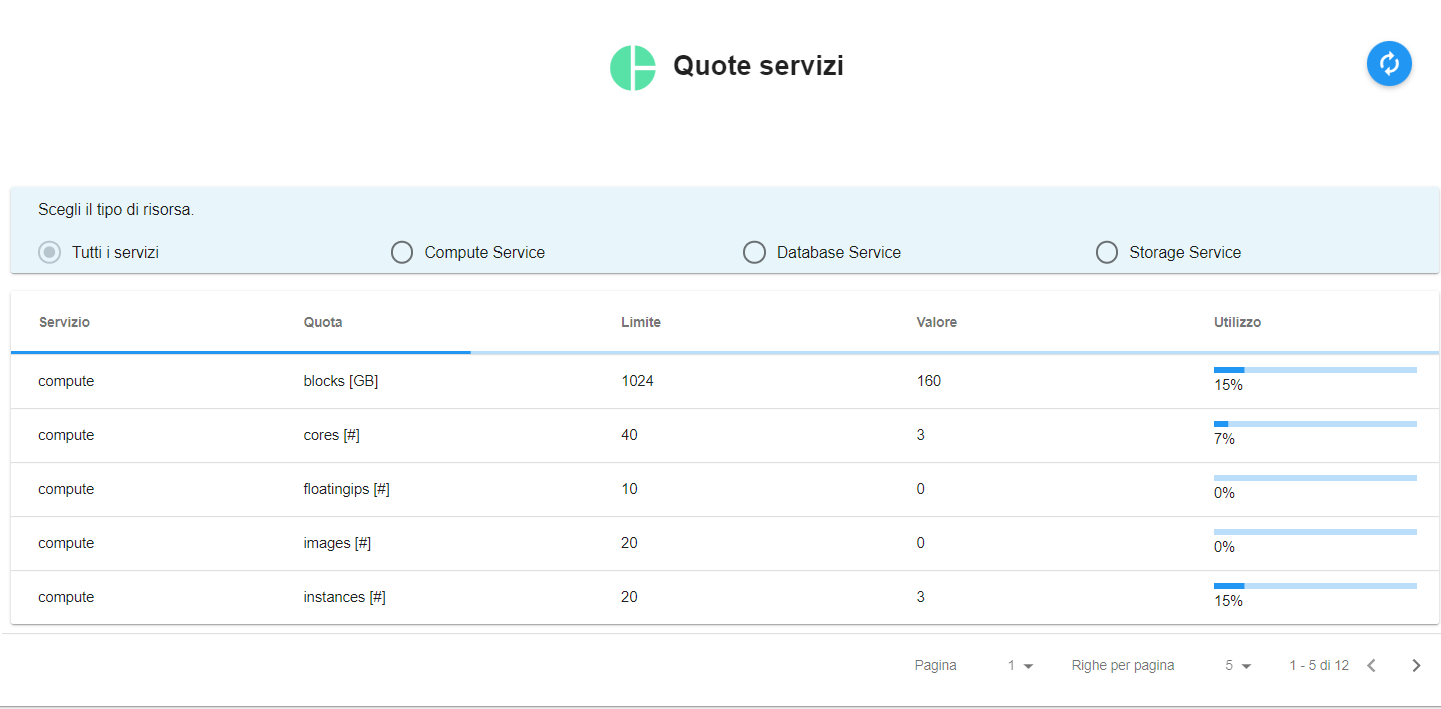 Quote servizi
Scegli il tipo di risorsa.
Tutti i servizi Compute Service Database Service Storage Service
Servizio Quota Limite Valore Utilizzo
compute blocks [GB] 1024 160 15%
compute cores [#] 40 3 7%
compute floatingips [#] 10 0 0%
compute images [#] 20 0 0%
compute instances [#] 20 3 15%
Pagina 1 Righe per pagina 5 1 - 5 di 12